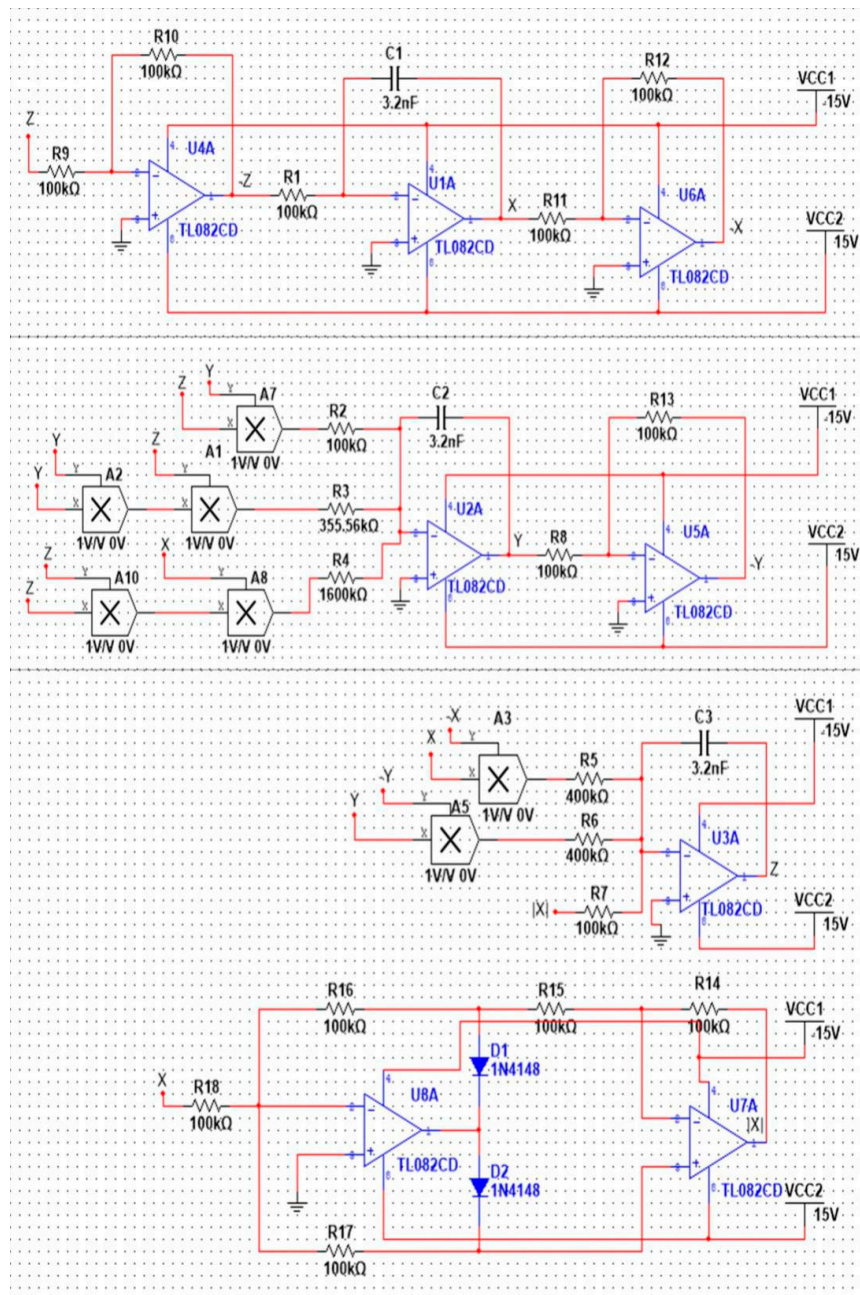 R10
100kΩ
C1
3.2nF
R12
100kΩ
VCC1
-15V
Z
R9
100kΩ
U4A
-Z
R1
100kΩ
U1A
X
R11
100kΩ
U6A
-X
VCC2
15V
TL082CD
TL082CD
TL082CD
Y
Z
Y
A7
X
1V/V 0V
R2
100kΩ
C2
3.2nF
R13
100kΩ
VCC1
-15V
Y
Y
Y
A2
X
1V/V 0V
Z
A1
Y
X
1V/V 0V
R3
355.56kΩ
U2A
Y
R8
100kΩ
U5A
-Y
VCC2
15V
Z
Z
Y
A10
X
1V/V 0V
X
Y
A8
X
1V/V 0V
R4
1600kΩ
TL082CD
TL082CD
-X
X
Y
A3
X
1V/V 0V
R5
400kΩ
C3
3.2nF
VCC1
-15V
-Y
Y
Y
A5
X
1V/V 0V
R6
400kΩ
U3A
Z
|X|
R7
100kΩ
TL082CD
VCC2
15V
R16
100kΩ
R15
100kΩ
R14
100kΩ
VCC1
-15V
X
R18
100kΩ
U8A
D1
1N4148
U7A
|X|
TL082CD
D2
1N4148
TL082CD
VCC2
15V
R17
100kΩ